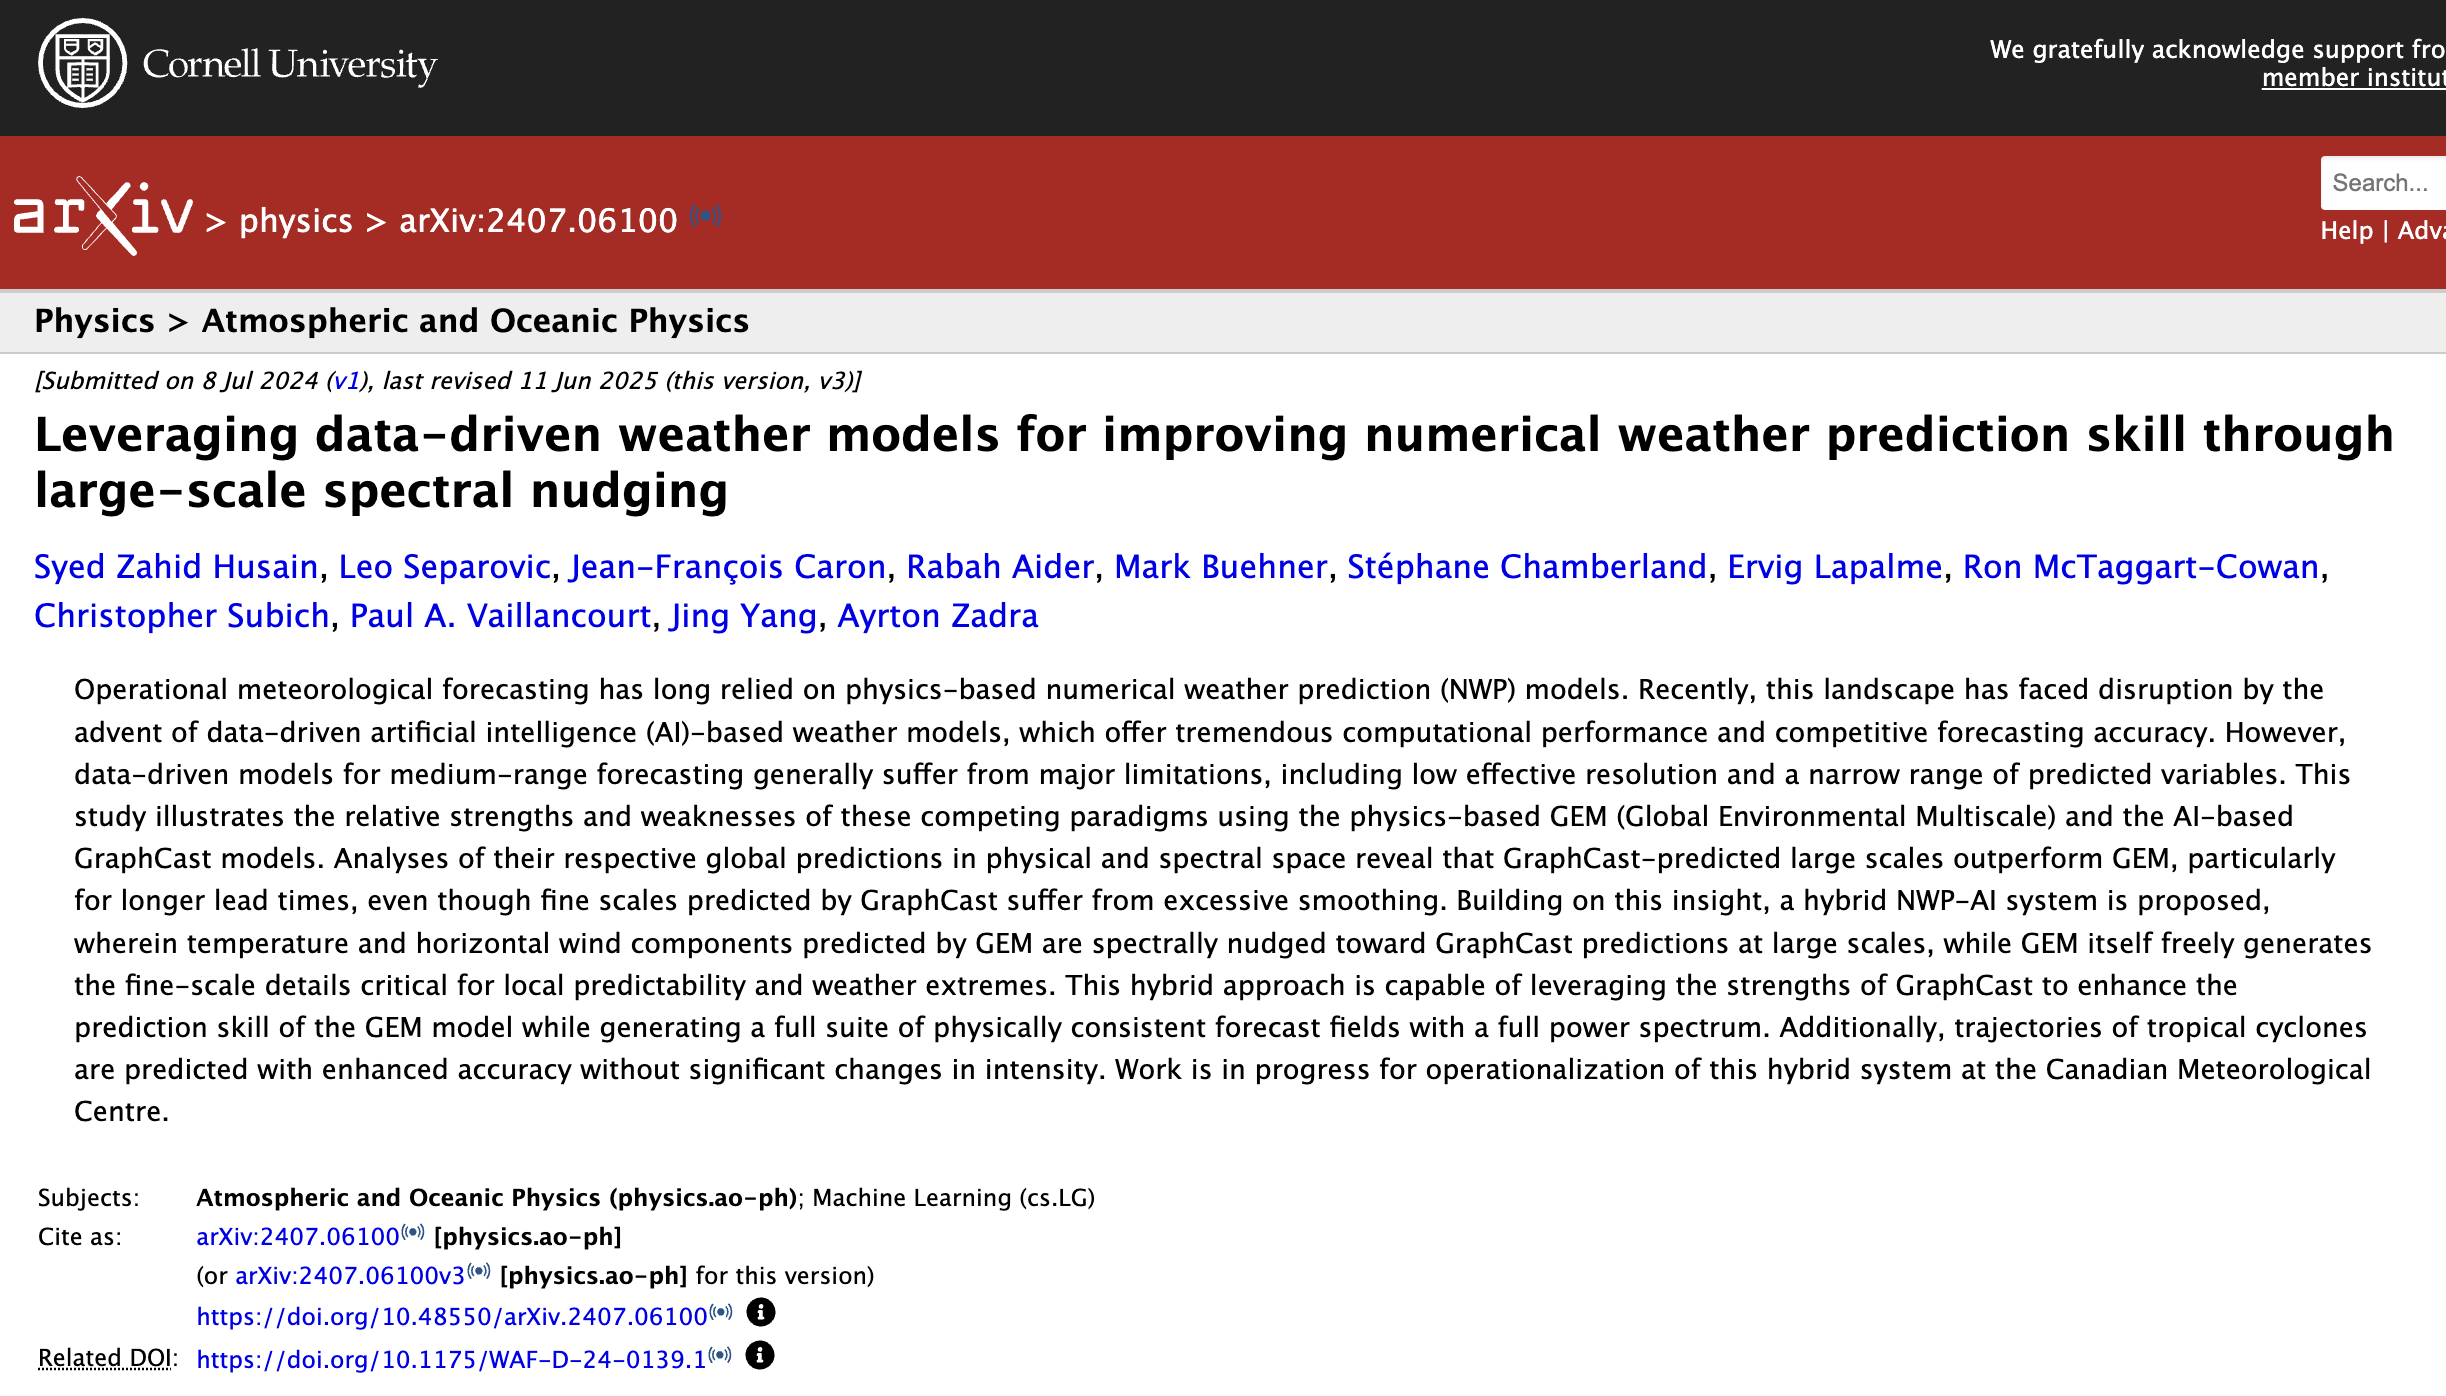 Cornell University
We gratefully acknowledge support fro
member institut
arXiv > physics > arXiv:2407.06100
Search...
Help | Adva
Physics > Atmospheric and Oceanic Physics
[Submitted on 8 Jul 2024 (v1), last revised 11 Jun 2025 (this version, v3)]
Leveraging data-driven weather models for improving numerical weather prediction skill through
large-scale spectral nudging
Syed Zahid Husain, Leo Separovic, Jean-François Caron, Rabah Aider, Mark Buehner, Stéphane Chamberland, Ervig Lapalme, Ron McTaggart-Cowan,
Christopher Subich, Paul A. Vaillancourt, Jing Yang, Ayrton Zadra
Operational meteorological forecasting has long relied on physics-based numerical weather prediction (NWP) models. Recently, this landscape has faced disruption by the
advent of data-driven artificial intelligence (AI)-based weather models, which offer tremendous computational performance and competitive forecasting accuracy. However,
data-driven models for medium-range forecasting generally suffer from major limitations, including low effective resolution and a narrow range of predicted variables. This
study illustrates the relative strengths and weaknesses of these competing paradigms using the physics-based GEM (Global Environmental Multiscale) and the AI-based
GraphCast models. Analyses of their respective global predictions in physical and spectral space reveal that GraphCast-predicted large scales outperform GEM, particularly
for longer lead times, even though fine scales predicted by GraphCast suffer from excessive smoothing. Building on this insight, a hybrid NWP-AI system is proposed,
wherein temperature and horizontal wind components predicted by GEM are spectrally nudged toward GraphCast predictions at large scales, while GEM itself freely generates
the fine-scale details critical for local predictability and weather extremes. This hybrid approach is capable of leveraging the strengths of GraphCast to enhance the
prediction skill of the GEM model while generating a full suite of physically consistent forecast fields with a full power spectrum. Additionally, trajectories of tropical cyclones
are predicted with enhanced accuracy without significant changes in intensity. Work is in progress for operationalization of this hybrid system at the Canadian Meteorological
Centre.
Subjects: Atmospheric and Oceanic Physics (physics.ao-ph); Machine Learning (cs.LG)
Cite as: arXiv:2407.06100 [physics.ao-ph]
(or arXiv:2407.06100v3 [physics.ao-ph] for this version)
https://doi.org/10.48550/arXiv.2407.06100
Related DOI: https://doi.org/10.1175/WAF-D-24-0139.1